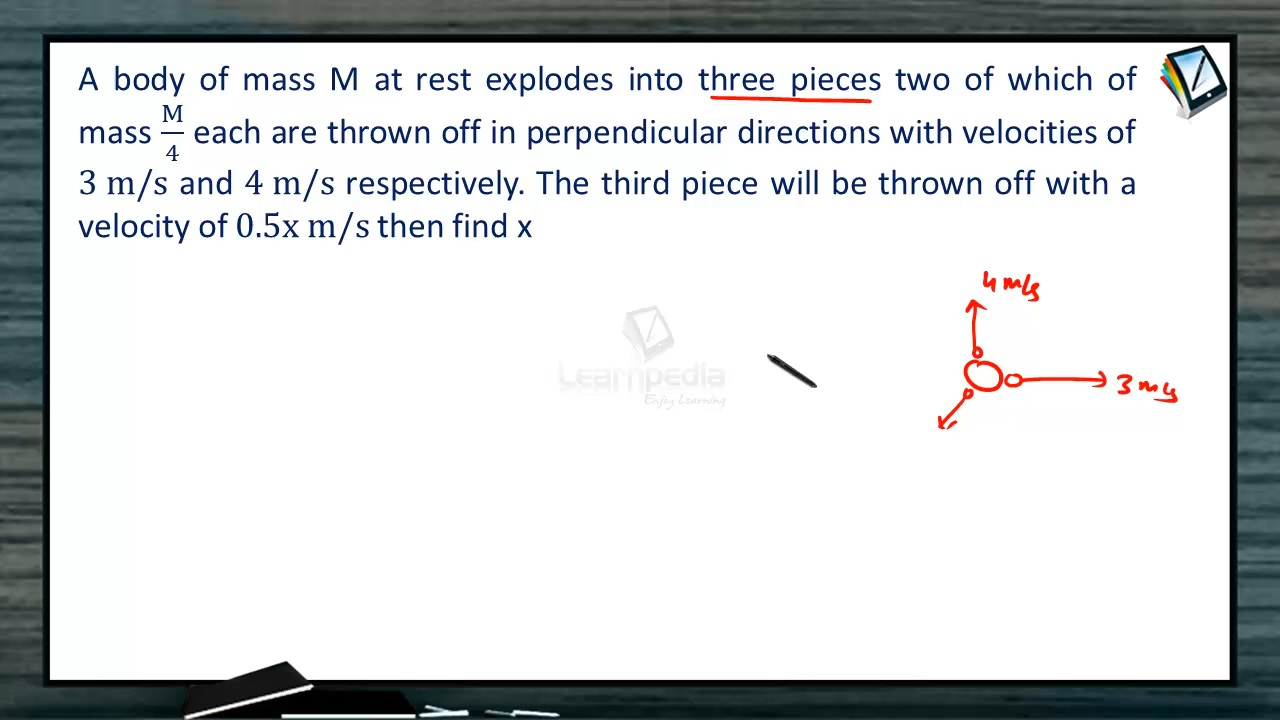 A body of mass M at rest explodes into three pieces two of which of
mass M/4 each are thrown off in perpendicular directions with velocities of
3 m/s and 4 m/s respectively. The third piece will be thrown off with a
velocity of 0.5x m/s then find x
4 m/s
Learnpedia
Enjoy Learning
3 m/s